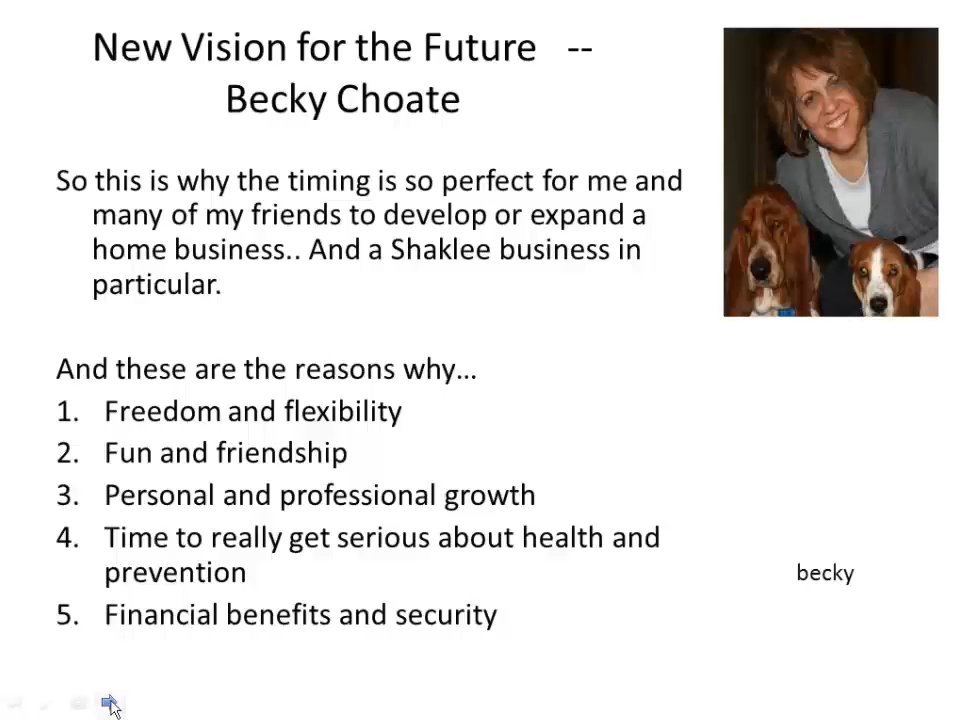 New Vision for the Future   --
Becky Choate
So this is why the timing is so perfect for me and
many of my friends to develop or expand a
home business.. And a Shaklee business in
particular.
And these are the reasons why…
1. Freedom and flexibility
2. Fun and friendship
3. Personal and professional growth
4. Time to really get serious about health and
prevention
becky
5. Financial benefits and security